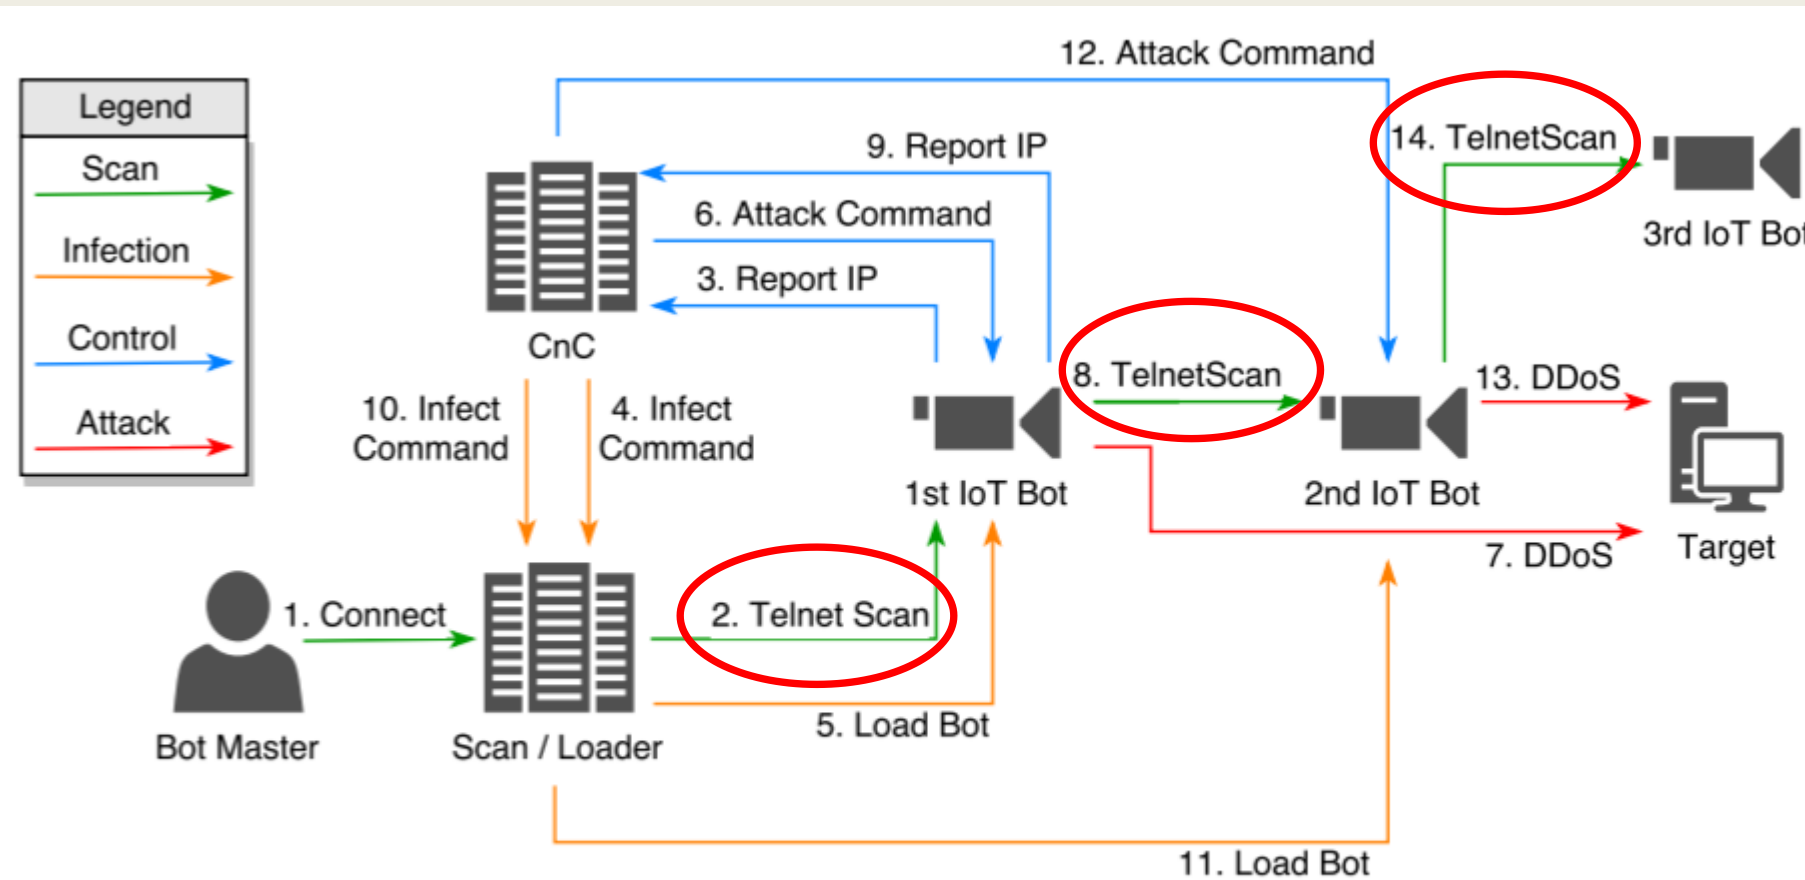 12. Attack Command
Legend
Scan
Infection
Control
Attack
9. Report IP
14. TelnetScan
6. Attack Command
3rd IoT Bot
3. Report IP
CnC
8. TelnetScan
13. DDoS
10. Infect
Command
4. Infect
Command
1st IoT Bot
2nd IoT Bot
7. DDoS
Target
1. Connect
2. Telnet Scan
5. Load Bot
Bot Master
Scan / Loader
11. Load Bot